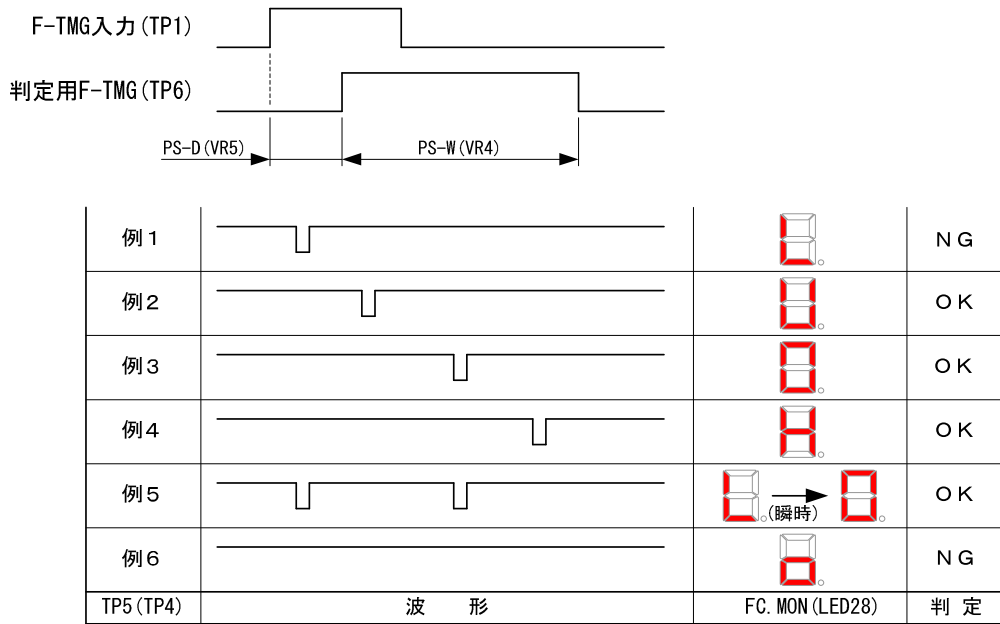 F-TMG入力(TP1)
判定用F-TMG(TP6)
PS-D(VR5) PS-W(VR4)
例1 L NG
例2 U OK
例3 0 OK
例4 H OK
例5 L (瞬時) 0 OK
例6 o NG
TP5(TP4) 波 形 FC.MON(LED28) 判 定